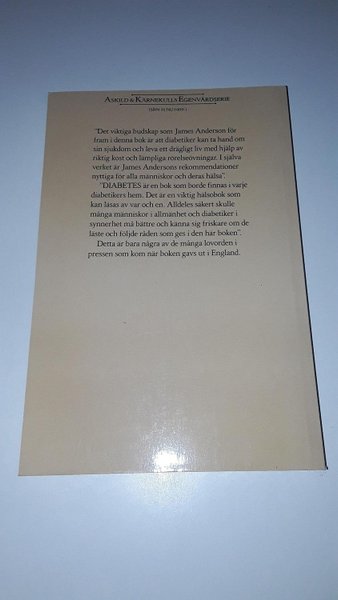 ASKILD & KÄRNEKULLS EGENVÅRDSSERIE
"Det viktiga budskap som James Anderson för
fram i denna bok är att diabetiker kan ta hand om
sin sjukdom och leva ett drägligt liv med hjälp av
riktig kost och lämpliga rörelseövningar. I själva
verket är James Andersons rekommendationer
nyttiga för alla människor och deras hälsa".
"DIABETES är en bok som borde finnas i varje
diabetikers hem. Det är en viktig hälsobok som
kan läsas av var och en. Alldeles säkert skulle
många människor i allmänhet och diabetiker i
synnerhet må bättre och känna sig friskare om de
läste och följde råden som ges i den här boken".
Detta är bara några av de många lovorden i
pressen som kom när boken gavs ut i England.